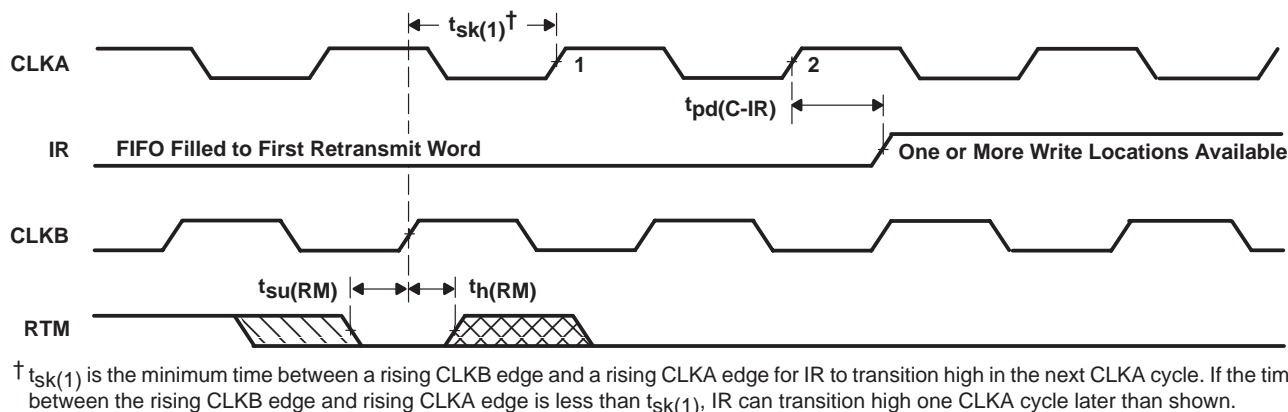 tsk(1)†
CLKA
1
2
tpd(C-IR)
IR
FIFO Filled to First Retransmit Word
One or More Write Locations Available
CLKB
tsu(RM)
th(RM)
RTM
† tsk(1) is the minimum time between a rising CLKB edge and a rising CLKA edge for IR to transition high in the next CLKA cycle. If the
between the rising CLKB edge and rising CLKA edge is less than tsk(1), IR can transition high one CLKA cycle later than shown.